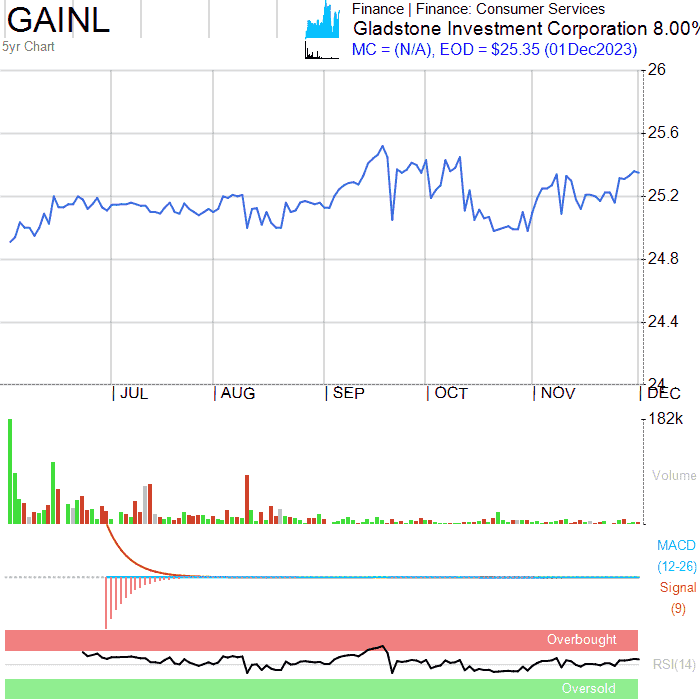 GAINL
5yr Chart
Finance | Finance: Consumer Services
Gladstone Investment Corporation 8.00%
MC = (N/A), EOD = $25.35 (01Dec2023)
26
25.6
25.2
24.8
24.4
24
JUL AUG SEP OCT NOV DEC
182k
Volume
MACD
(12-26)
Signal
(9)
Overbought
RSI(14)
Oversold